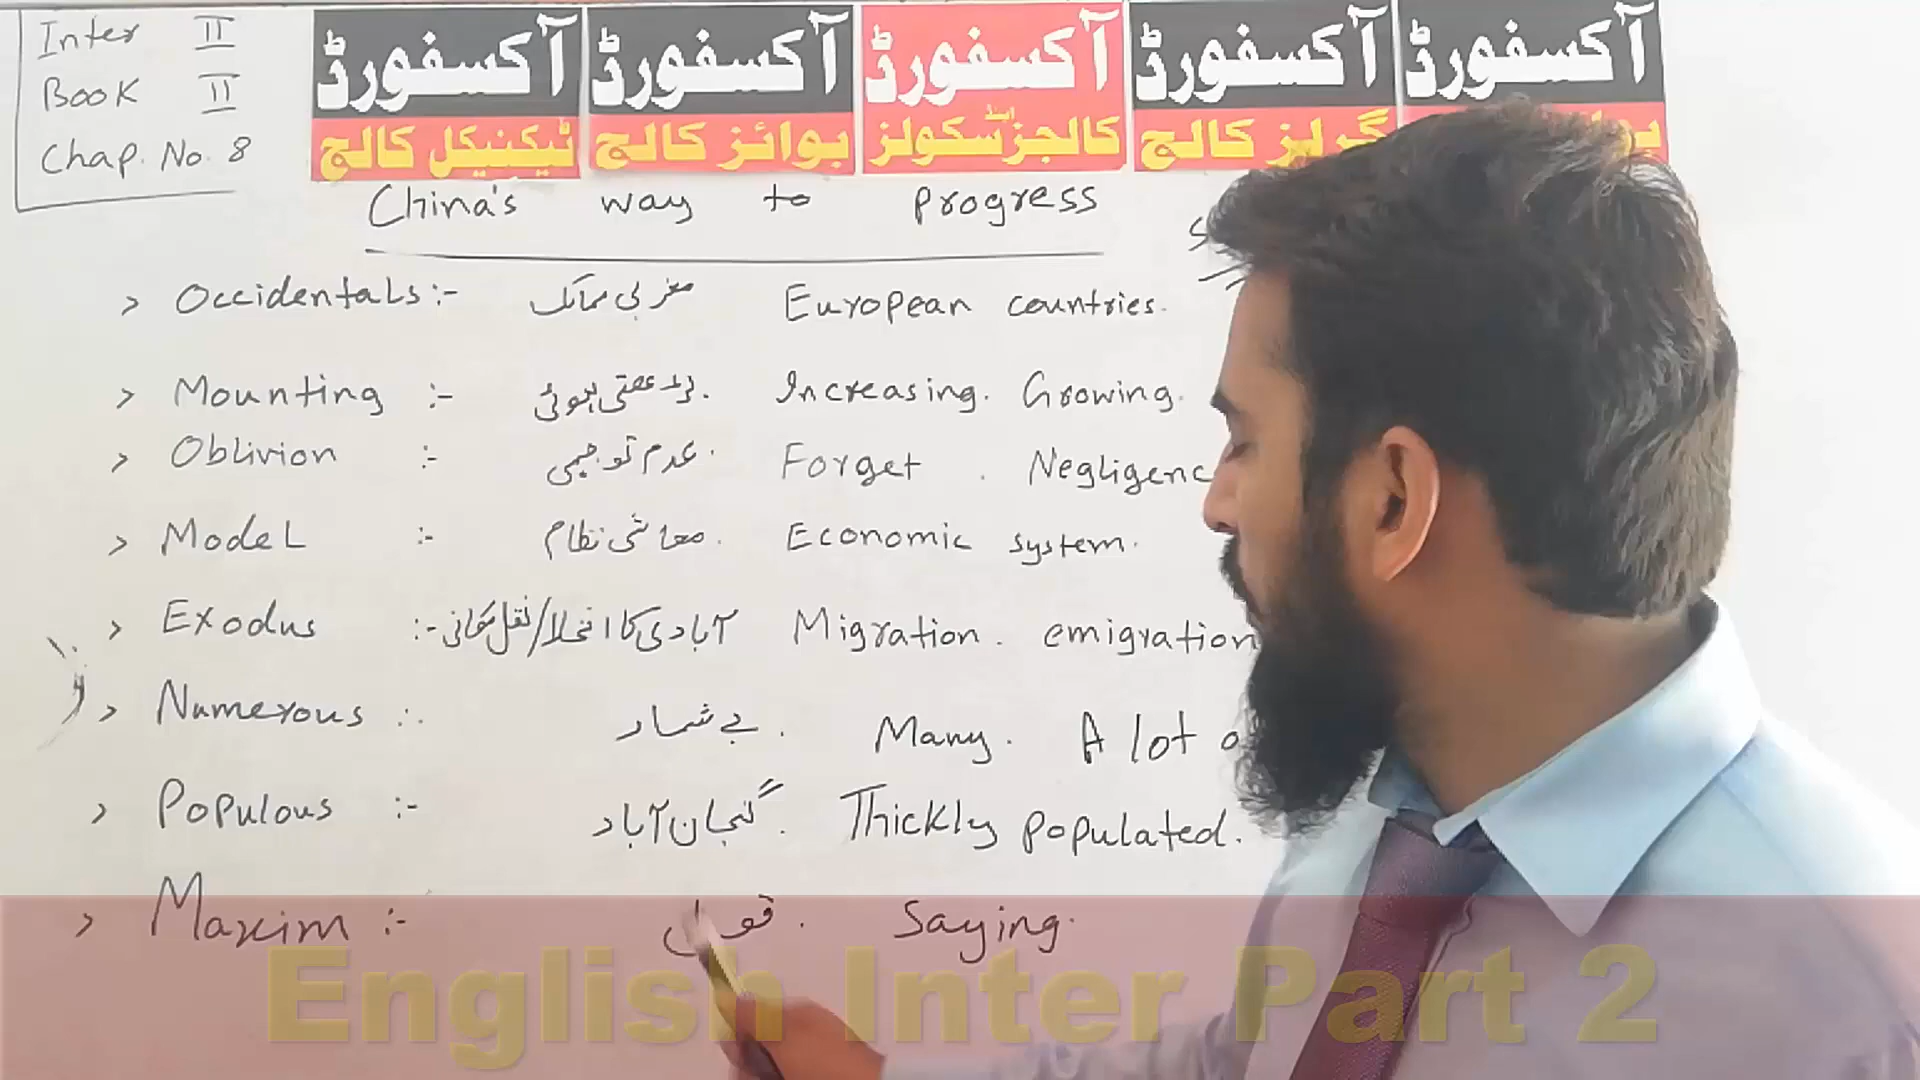 Inter II
Book II
Chap. No. 8
آکسفورڈ ٹیکنیکل کالج
آکسفورڈ بوائز کالج
آکسفورڈ کالجز اینڈ سکولز
آکسفورڈ گرلز کالج
آکسفورڈ
China's way to progress
> Occidentals :- مغربی ممالک European countries.
> Mounting :- بڑھتی ہوئی. Increasing. Growing.
> Oblivion :- عدم توجہی. Forget . Negligenc
> Model :- معاشی نظام. Economic system.
> Exodus :- آبادی کا انخلا/نقل مکانی Migration. emigration
> Numerous :. بے شمار. Many. A lot o
> Populous :- گنجان آباد. Thickly populated.
> Maxim :- قول. Saying.
English Inter Part 2